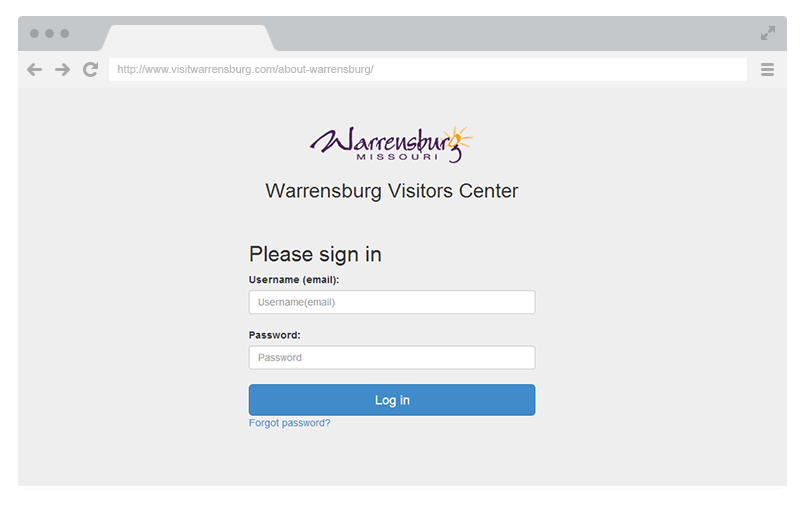 http://www.visitwarrensburg.com/about-warrensburg/
Warrensburg
MISSOURI
Warrensburg Visitors Center
Please sign in
Username (email):
Username(email)
Password:
Password
Log in
Forgot password?